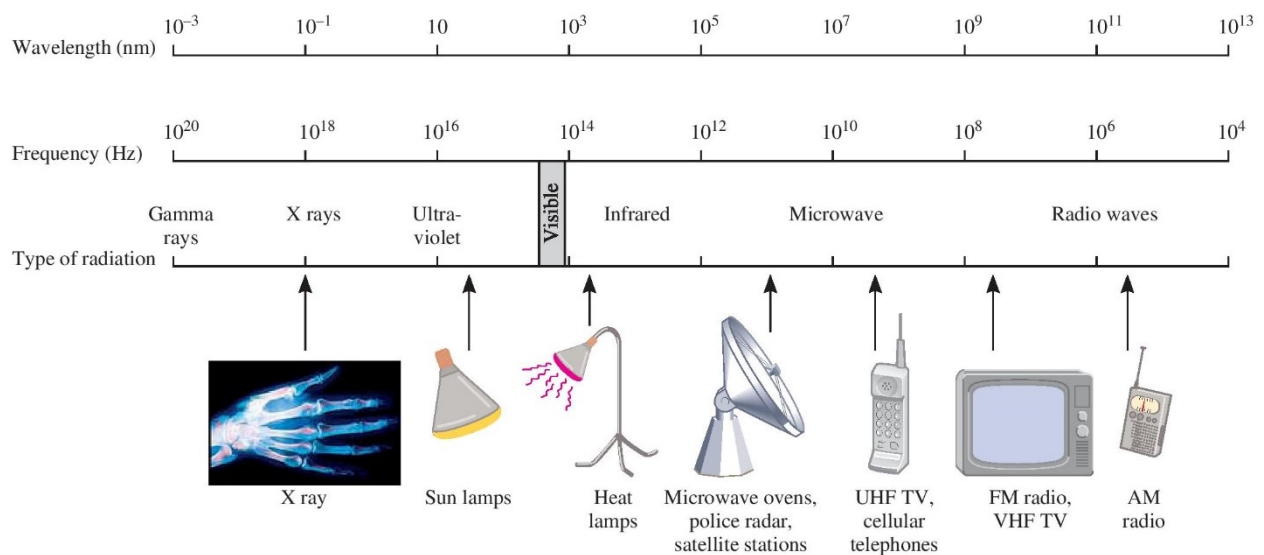 Wavelength (nm) 10⁻³ 10⁻¹ 10 10³ 10⁵ 10⁷ 10⁹ 10¹¹ 10¹³
Frequency (Hz) 10²⁰ 10¹⁸ 10¹⁶ 10¹⁴ 10¹² 10¹⁰ 10⁸ 10⁶ 10⁴
Type of radiation
Gamma
rays
X rays
Ultra-
violet
Visible
Infrared
Microwave
Radio waves
X ray
Sun lamps
Heat
lamps
Microwave ovens,
police radar,
satellite stations
UHF TV,
cellular
telephones
FM radio,
VHF TV
AM
radio